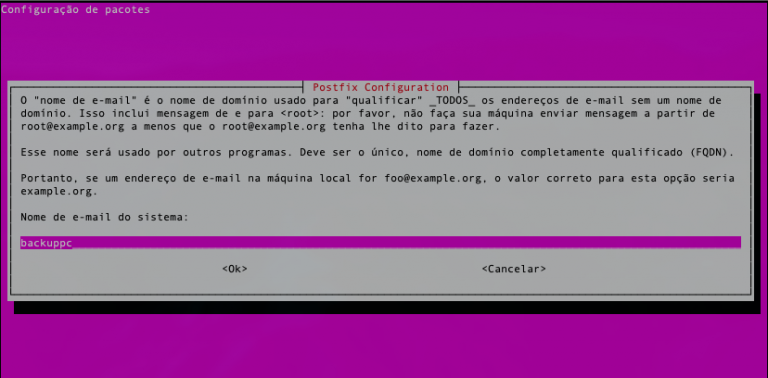 Configuração de pacotes
Postfix Configuration
O "nome de e-mail" é o nome de domínio usado para "qualificar" _TODOS_ os endereços de e-mail sem um nome de
domínio. Isso inclui mensagem de e para <root>: por favor, não faça sua máquina enviar mensagem a partir de
root@example.org a menos que o root@example.org tenha lhe dito para fazer.
Esse nome será usado por outros programas. Deve ser o único, nome de domínio completamente qualificado (FQDN).
Portanto, se um endereço de e-mail na máquina local for foo@example.org, o valor correto para esta opção seria
example.org.
Nome de e-mail do sistema:
backuppc
<Ok> <Cancelar>